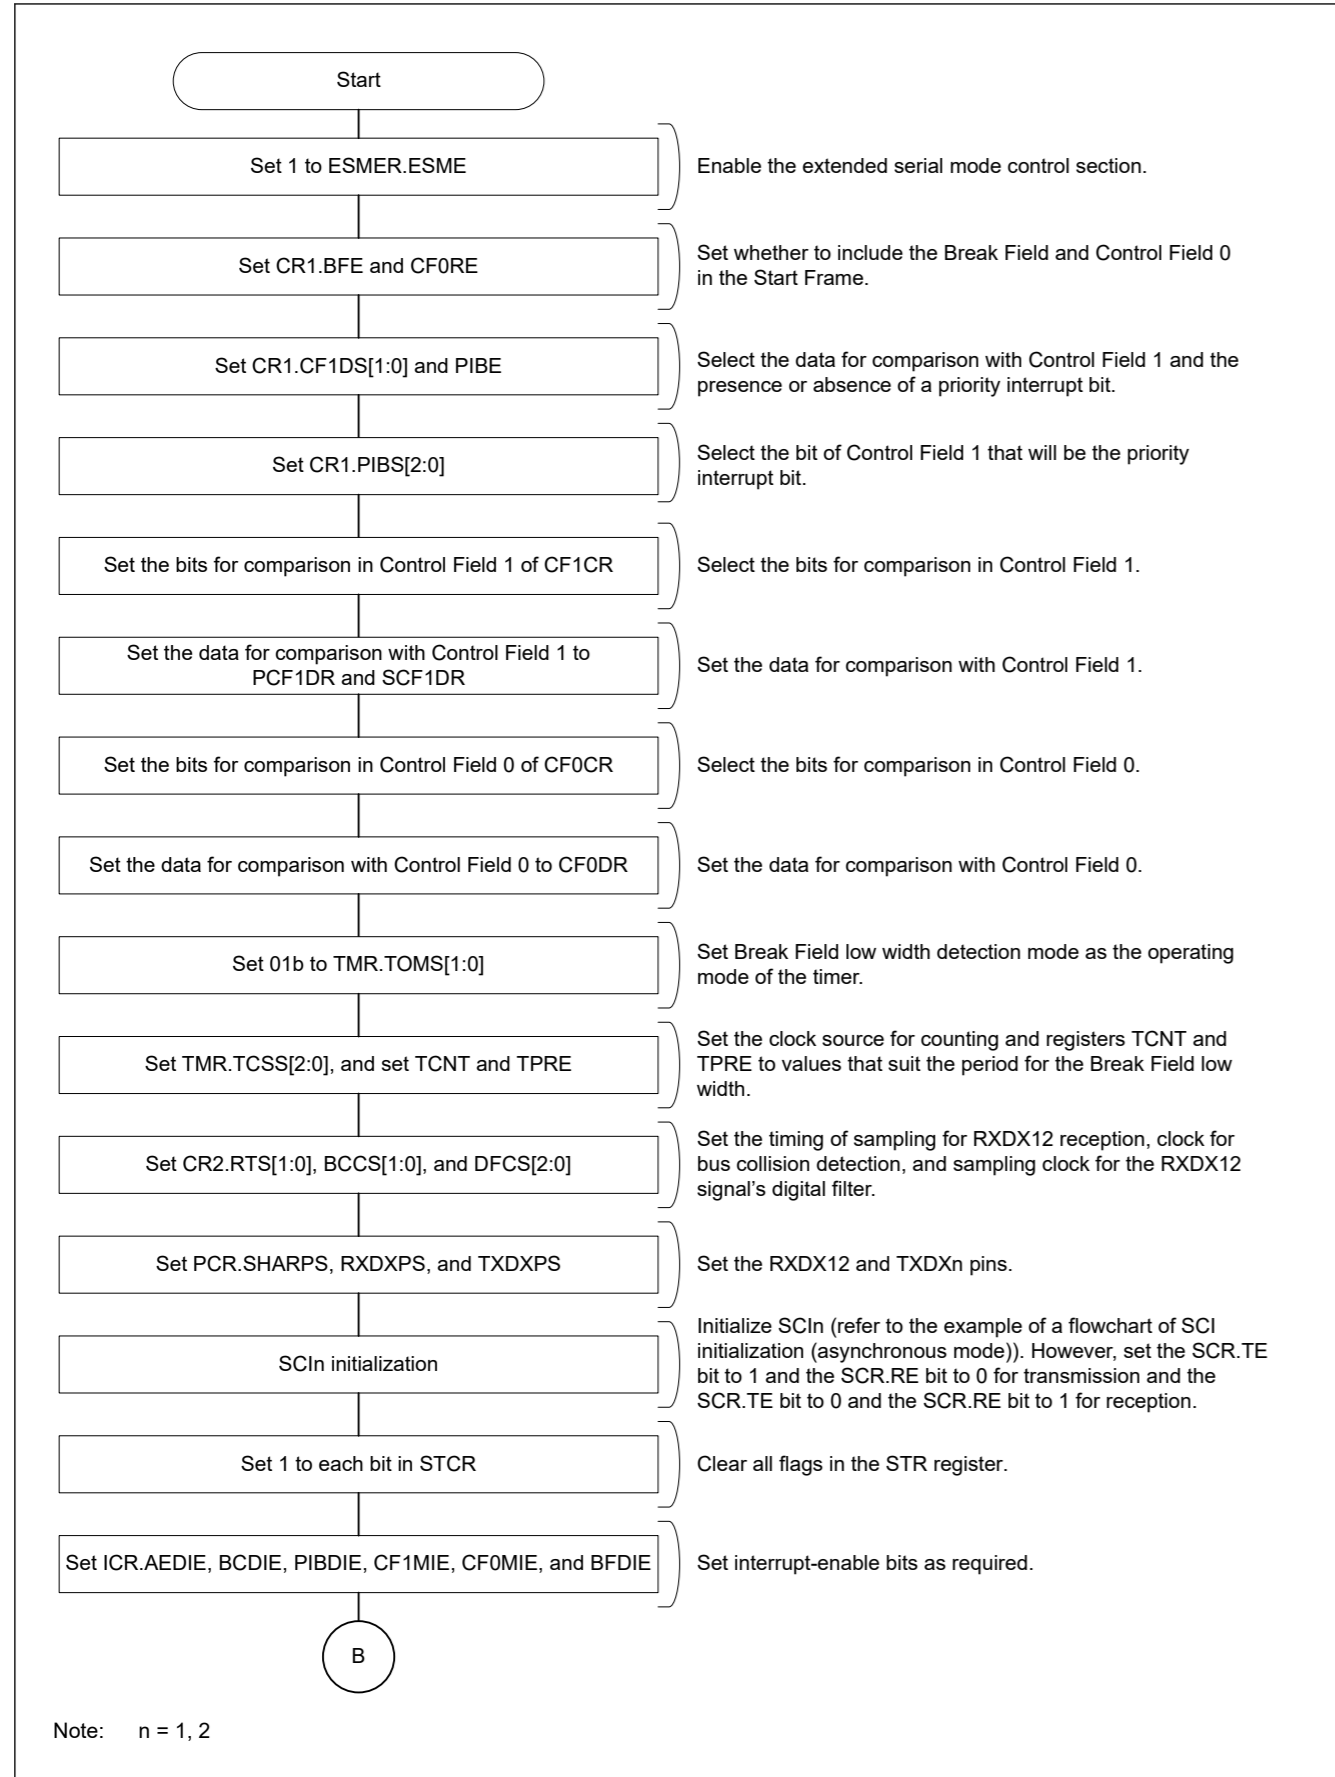 Start
Set 1 to ESMER.ESME
Enable the extended serial mode control section.
Set CR1.BFE and CF0RE
Set whether to include the Break Field and Control Field 0
in the Start Frame.
Set CR1.CF1DS[1:0] and PIBE
Select the data for comparison with Control Field 1 and the
presence or absence of a priority interrupt bit.
Set CR1.PIBS[2:0]
Select the bit of Control Field 1 that will be the priority
interrupt bit.
Set the bits for comparison in Control Field 1 of CF1CR
Select the bits for comparison in Control Field 1.
Set the data for comparison with Control Field 1 to
PCF1DR and SCF1DR
Set the data for comparison with Control Field 1.
Set the bits for comparison in Control Field 0 of CF0CR
Select the bits for comparison in Control Field 0.
Set the data for comparison with Control Field 0 to CF0DR
Set the data for comparison with Control Field 0.
Set 01b to TMR.TOMS[1:0]
Set Break Field low width detection mode as the operating
mode of the timer.
Set TMR.TCSS[2:0], and set TCNT and TPRE
Set the clock source for counting and registers TCNT and
TPRE to values that suit the period for the Break Field low
width.
Set CR2.RTS[1:0], BCCS[1:0], and DFCS[2:0]
Set the timing of sampling for RXDX12 reception, clock for
bus collision detection, and sampling clock for the RXDX12
signal's digital filter.
Set PCR.SHARPS, RXDXPS, and TXDXPS
Set the RXDX12 and TXDXn pins.
SCIn initialization
Initialize SCIn (refer to the example of a flowchart of SCI
initialization (asynchronous mode)). However, set the SCR.TE
bit to 1 and the SCR.RE bit to 0 for transmission and the
SCR.TE bit to 0 and the SCR.RE bit to 1 for reception.
Set 1 to each bit in STCR
Clear all flags in the STR register.
Set ICR.AEDIE, BCDIE, PIBDIE, CF1MIE, CF0MIE, and BFDIE
Set interrupt-enable bits as required.
B
Note: n = 1, 2